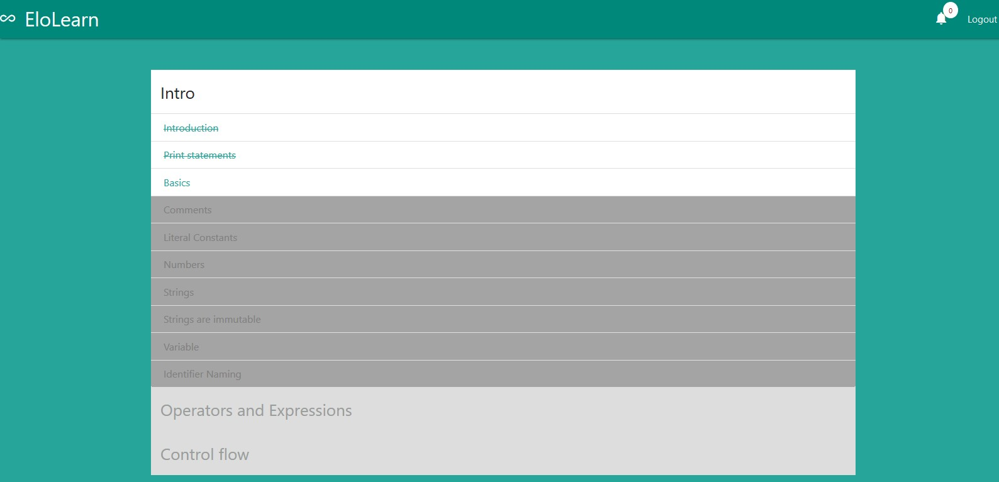 EloLearn
0
Logout
Intro
Introduction
Print statements
Basics
Comments
Literal Constants
Numbers
Strings
Strings are immutable
Variable
Identifier Naming
Operators and Expressions
Control flow